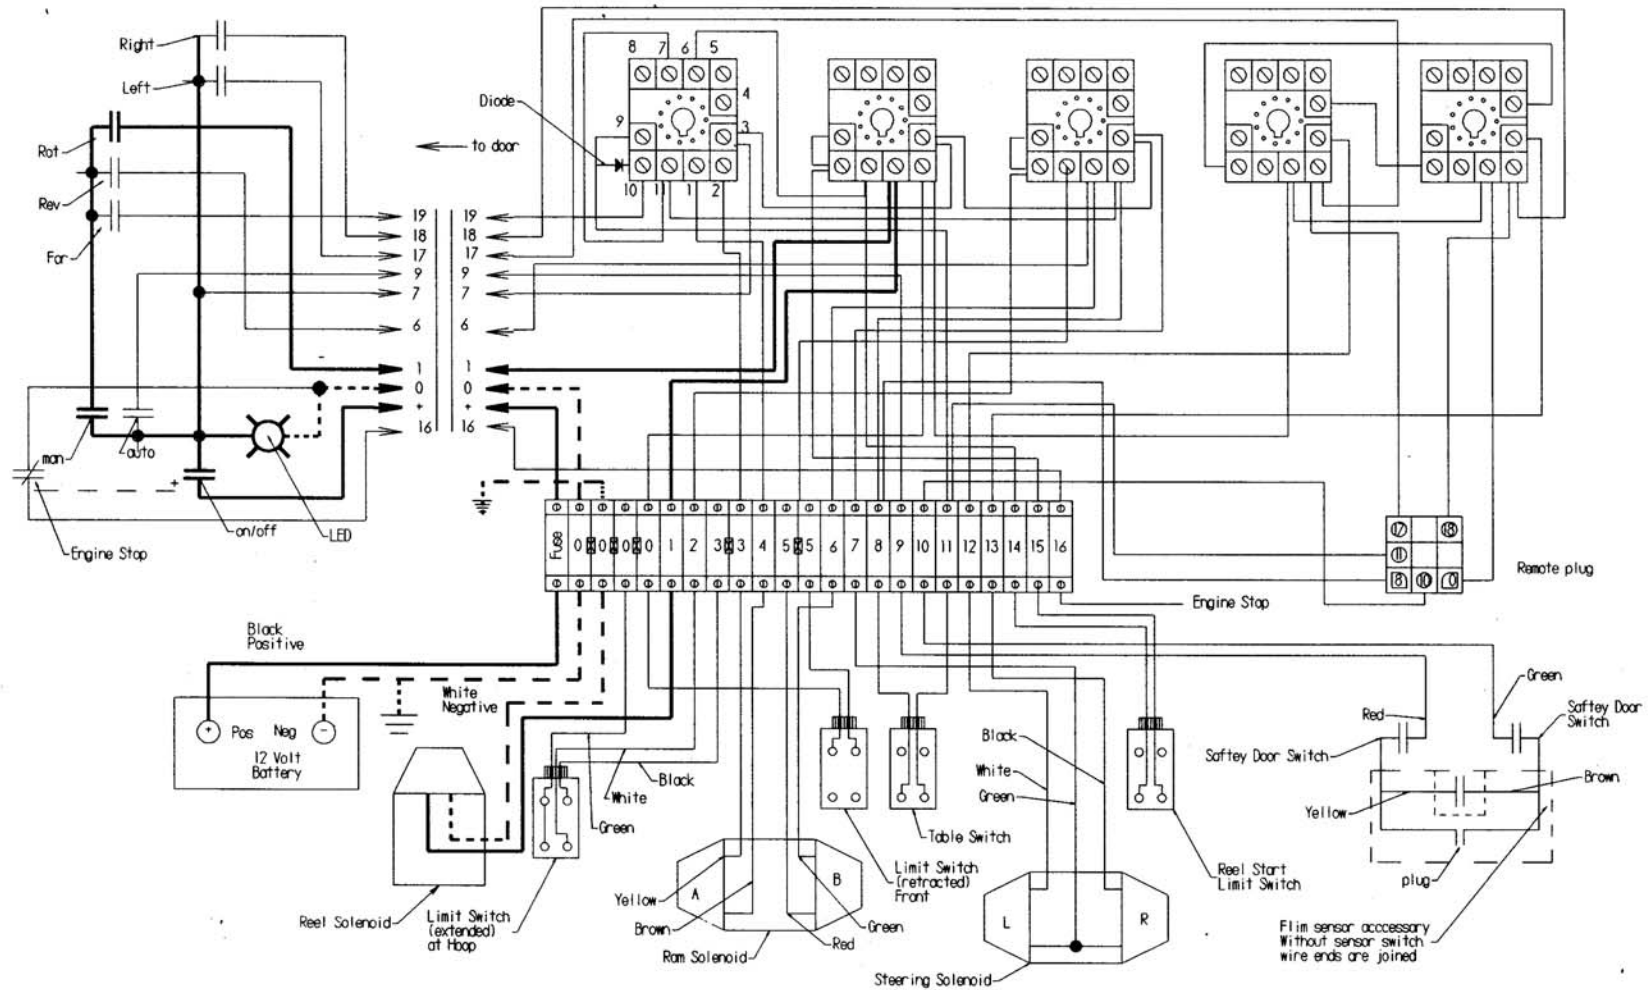 Right
Left
Rot
Rev
For
man
auto
+
on/off
LED
Engine Stop
-
to door
Diode
8 7 6 5
4
3
9
10 11 1 2
19 19
18 18
17 17
9 9
7 7
6 6
1 1
0 0
+ +
16 16
Fuse 0 0 0 0 1 2 3 3 4 5 5 6 7 8 9 10 11 12 13 14 15 16
17 18
11
8 10 0
Remote plug
Engine Stop
Black
Positive
White
Negative
+ Pos Neg -
12 Volt
Battery
Reel Solenoid
Limit Switch
(extended)
at Hoop
Black
White
Green
Yellow
Brown
A B
Green
Red
Ram Solenoid
Limit Switch
(retracted)
Front
Table Switch
Black
White
Green
L R
Steering Solenoid
Reel Start
Limit Switch
Green
Red
Saftey Door
Switch
Saftey Door Switch
Brown
Yellow
plug
Flim sensor acccessary
Without sensor switch
wire ends are joined